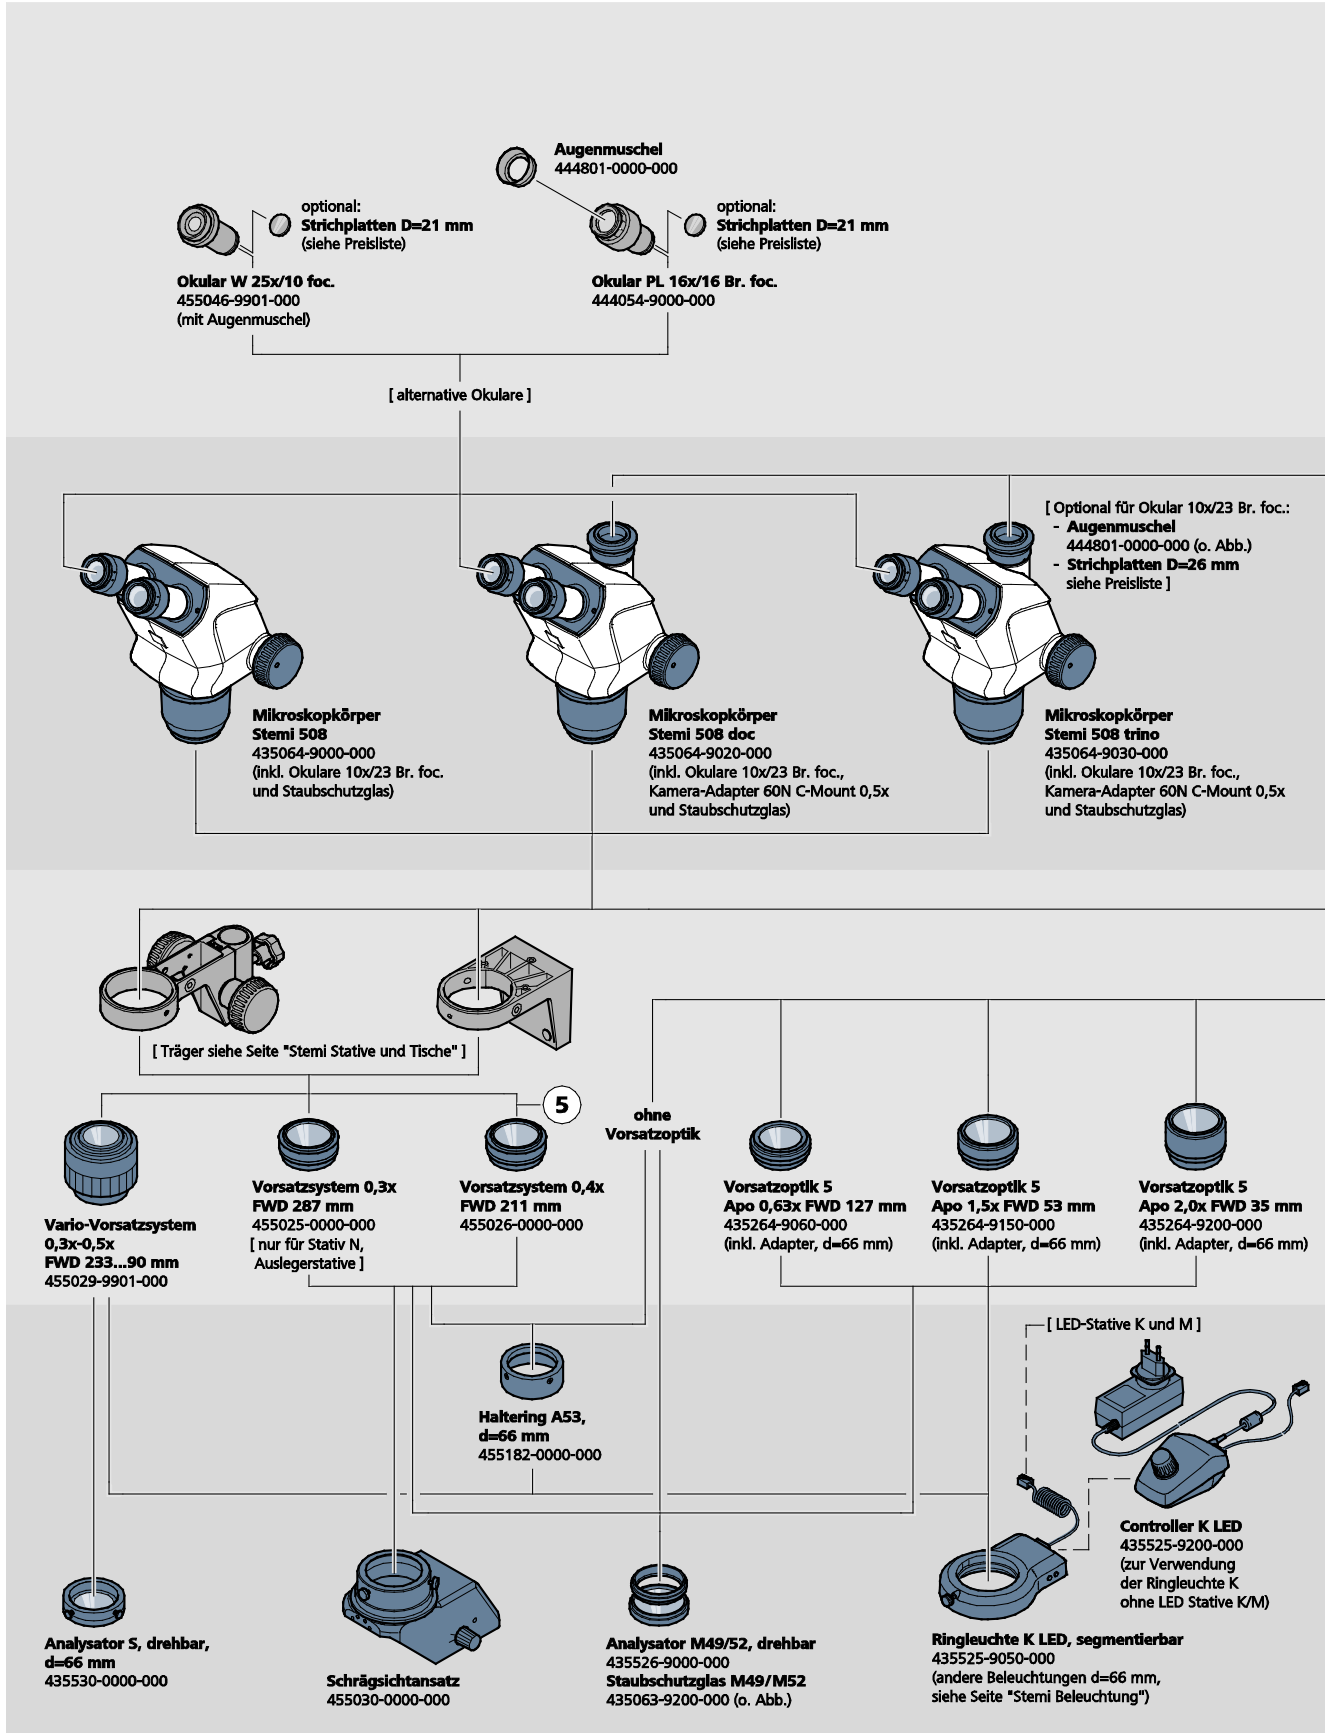 Augenmuschel
444801-0000-000
optional:
Strichplatten D=21 mm
(siehe Preisliste)
optional:
Strichplatten D=21 mm
(siehe Preisliste)
Okular W 25x/10 foc.
455046-9901-000
(mit Augenmuschel)
Okular PL 16x/16 Br. foc.
444054-9000-000
[ alternative Okulare ]
[ Optional für Okular 10x/23 Br. foc.:
- Augenmuschel
444801-0000-000 (o. Abb.)
- Strichplatten D=26 mm
siehe Preisliste ]
Mikroskopkörper
Stemi 508
435064-9000-000
(inkl. Okulare 10x/23 Br. foc.
und Staubschutzglas)
Mikroskopkörper
Stemi 508 doc
435064-9020-000
(inkl. Okulare 10x/23 Br. foc.,
Kamera-Adapter 60N C-Mount 0,5x
und Staubschutzglas)
Mikroskopkörper
Stemi 508 trino
435064-9030-000
(inkl. Okulare 10x/23 Br. foc.,
Kamera-Adapter 60N C-Mount 0,5x
und Staubschutzglas)
[ Träger siehe Seite "Stemi Stative und Tische" ]
5
ohne
Vorsatzoptik
Vario-Vorsatzsystem
0,3x-0,5x
FWD 233...90 mm
455029-9901-000
Vorsatzsystem 0,3x
FWD 287 mm
455025-0000-000
[ nur für Stativ N,
Auslegerstative ]
Vorsatzsystem 0,4x
FWD 211 mm
455026-0000-000
Vorsatzoptik 5
Apo 0,63x FWD 127 mm
435264-9060-000
(inkl. Adapter, d=66 mm)
Vorsatzoptik 5
Apo 1,5x FWD 53 mm
435264-9150-000
(inkl. Adapter, d=66 mm)
Vorsatzoptik 5
Apo 2,0x FWD 35 mm
435264-9200-000
(inkl. Adapter, d=66 mm)
[ LED-Stative K und M ]
Haltering A53,
d=66 mm
455182-0000-000
Controller K LED
435525-9200-000
(zur Verwendung
der Ringleuchte K
ohne LED Stative K/M)
Analysator S, drehbar,
d=66 mm
435530-0000-000
Schrägsichtansatz
455030-0000-000
Analysator M49/52, drehbar
435526-9000-000
Staubschutzglas M49/M52
435063-9200-000 (o. Abb.)
Ringleuchte K LED, segmentierbar
435525-9050-000
(andere Beleuchtungen d=66 mm,
siehe Seite "Stemi Beleuchtung")